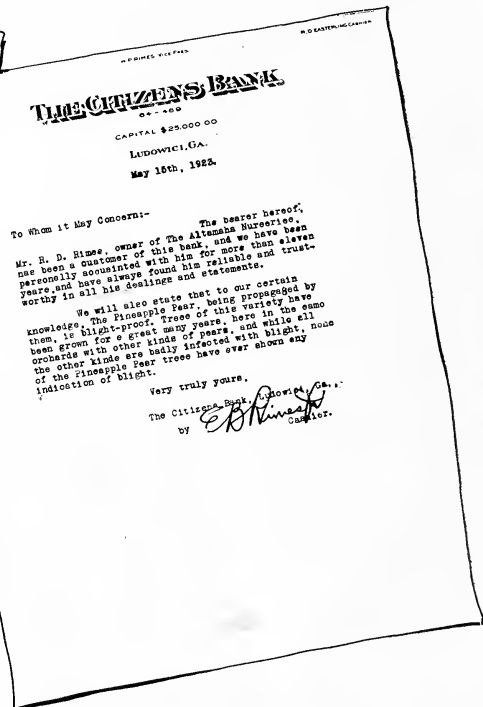 R.D EASTERLING CASHIER
H P RIMES VICE PRES
THE CITIZENS BANK
64-469
CAPITAL $25,000 00
LUDOWICI, GA.
May 15th, 1923.
To Whom it May Concern:-
The bearer hereof,
Mr. R. D. Rimes, owner of The Altamaha Nurseries,
has been a customer of this bank, and we have been
personally acquainted with him for more than eleven
years, and have always found him reliable and trust-
worthy in all his dealings and statements.
We will also state that to our certain
knowledge, The Pineapple Pear, being propagated by
them, is blight-proof. Trees of this variety have
been grown for a great many years, here in the same
orchards with other kinds of pears, and while all
the other kinds are badly infected with blight, none
of the Pineapple Pear trees have ever shown any
indication of blight.
Very truly yours,
The Citizens Bank, Ludowici, Ga.,
by E B Rimes Jr
Cashier.